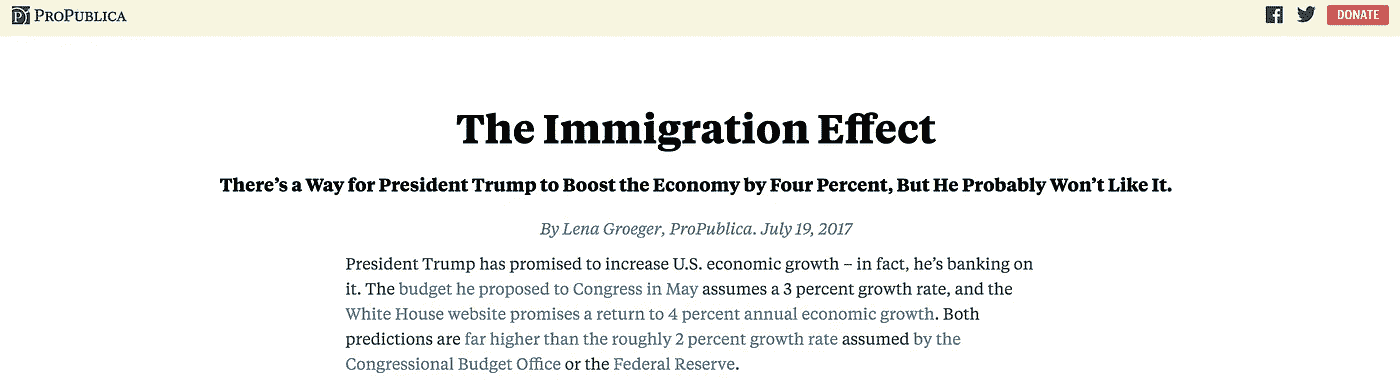 ProPublica
DONATE
The Immigration Effect
There’s a Way for President Trump to Boost the Economy by Four Percent, But He Probably Won’t Like It.
By Lena Groeger, ProPublica. July 19, 2017
President Trump has promised to increase U.S. economic growth – in fact, he’s banking on
it. The budget he proposed to Congress in May assumes a 3 percent growth rate, and the
White House website promises a return to 4 percent annual economic growth. Both
predictions are far higher than the roughly 2 percent growth rate assumed by the
Congressional Budget Office or the Federal Reserve.